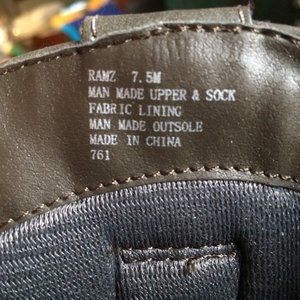 RAMZ 7.5M
MAN MADE UPPER & SOCK
FABRIC LINING
MAN MADE OUTSOLE
MADE IN CHINA
761